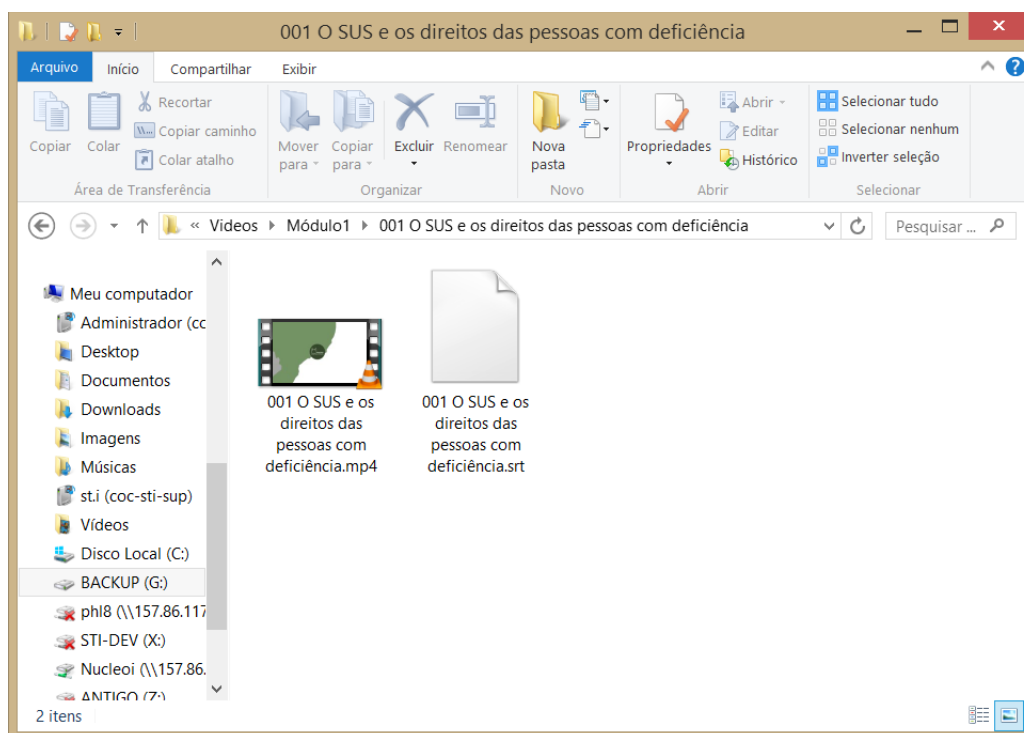 001 O SUS e os direitos das pessoas com deficiência
Arquivo Início Compartilhar Exibir
Copiar
Colar
Recortar
Copiar caminho
Colar atalho
Área de Transferência
Mover para
Copiar para
Excluir
Renomear
Organizar
Nova pasta
Novo
Propriedades
Abrir
Editar
Histórico
Abrir
Selecionar tudo
Selecionar nenhum
Inverter seleção
Selecionar
« Videos Módulo1 001 O SUS e os direitos das pessoas com deficiência
Pesquisar ...
Meu computador
Administrador (cc
Desktop
Documentos
Downloads
Imagens
Músicas
st.i (coc-sti-sup)
Vídeos
Disco Local (C:)
BACKUP (G:)
phl8 (\\157.86.117
STI-DEV (X:)
Nucleoi (\\157.86.
ANTIGO (Z:)
001 O SUS e os
direitos das
pessoas com
deficiência.mp4
001 O SUS e os
direitos das
pessoas com
deficiência.srt
2 itens